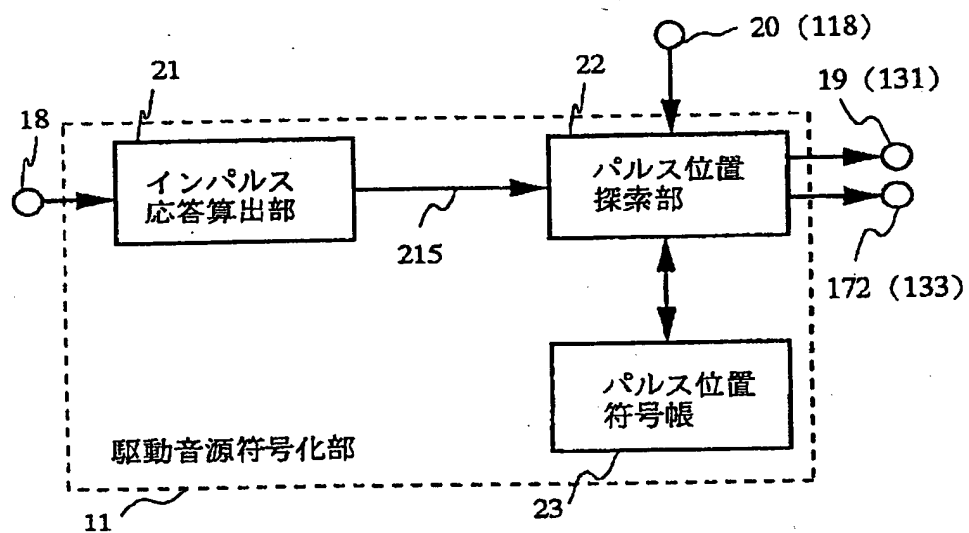 20 (118)
21
22
19 (131)
18
インパルス
応答算出部
パルス位置
探索部
215
172 (133)
パルス位置
符号帳
駆動音源符号化部
11
23